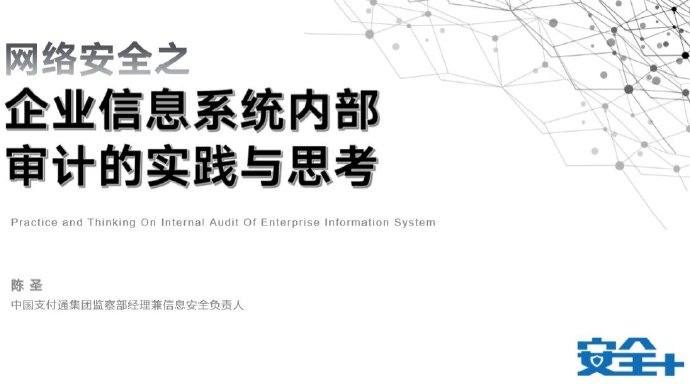 网络安全之
企业信息系统内部
审计的实践与思考
Practice and Thinking On Internal Audit Of Enterprise Information System
陈圣
中国支付通集团监察部经理兼信息安全负责人
安全+